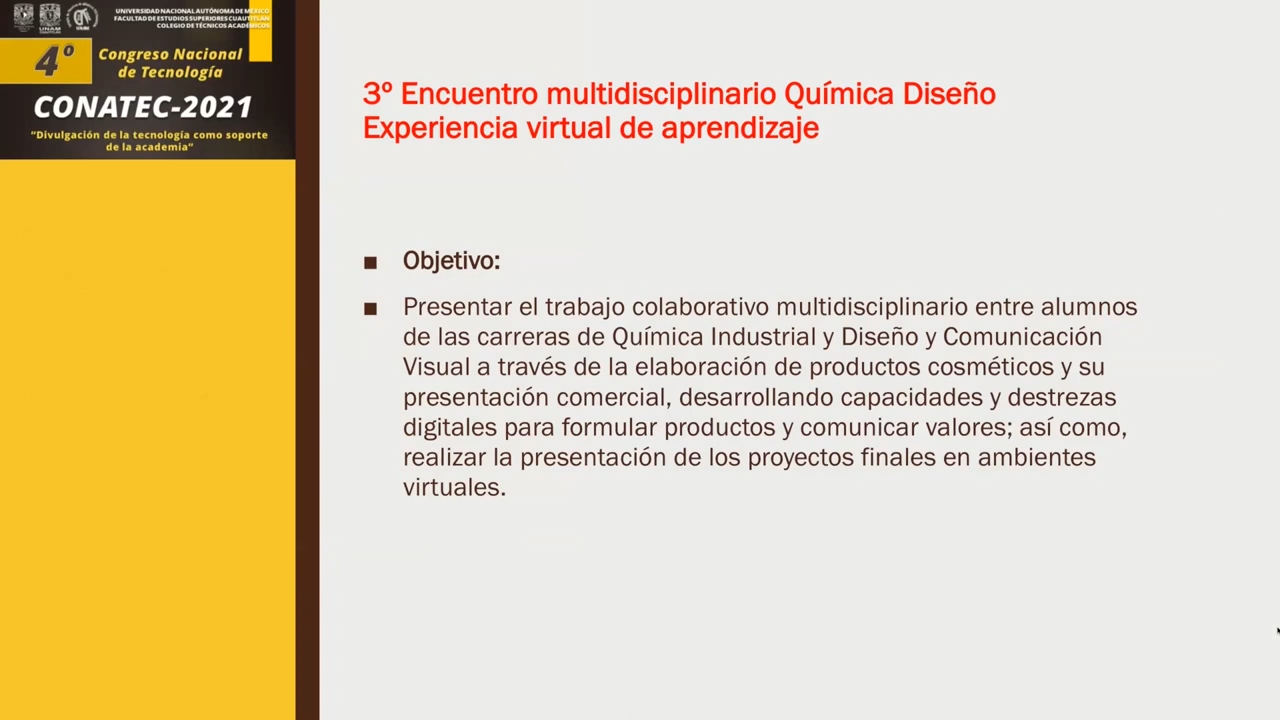 UNIVERSIDAD NACIONAL AUTÓNOMA DE MÉXICO
FACULTAD DE ESTUDIOS SUPERIORES CUAUTITLÁN
COLEGIO DE TÉCNICOS ACADÉMICOS
UNAM
4º
Congreso Nacional
de Tecnología
CONATEC-2021
"Divulgación de la tecnología como soporte
de la academia"
3º Encuentro multidisciplinario Química Diseño
Experiencia virtual de aprendizaje
■ Objetivo:
■ Presentar el trabajo colaborativo multidisciplinario entre alumnos
de las carreras de Química Industrial y Diseño y Comunicación
Visual a través de la elaboración de productos cosméticos y su
presentación comercial, desarrollando capacidades y destrezas
digitales para formular productos y comunicar valores; así como,
realizar la presentación de los proyectos finales en ambientes
virtuales.